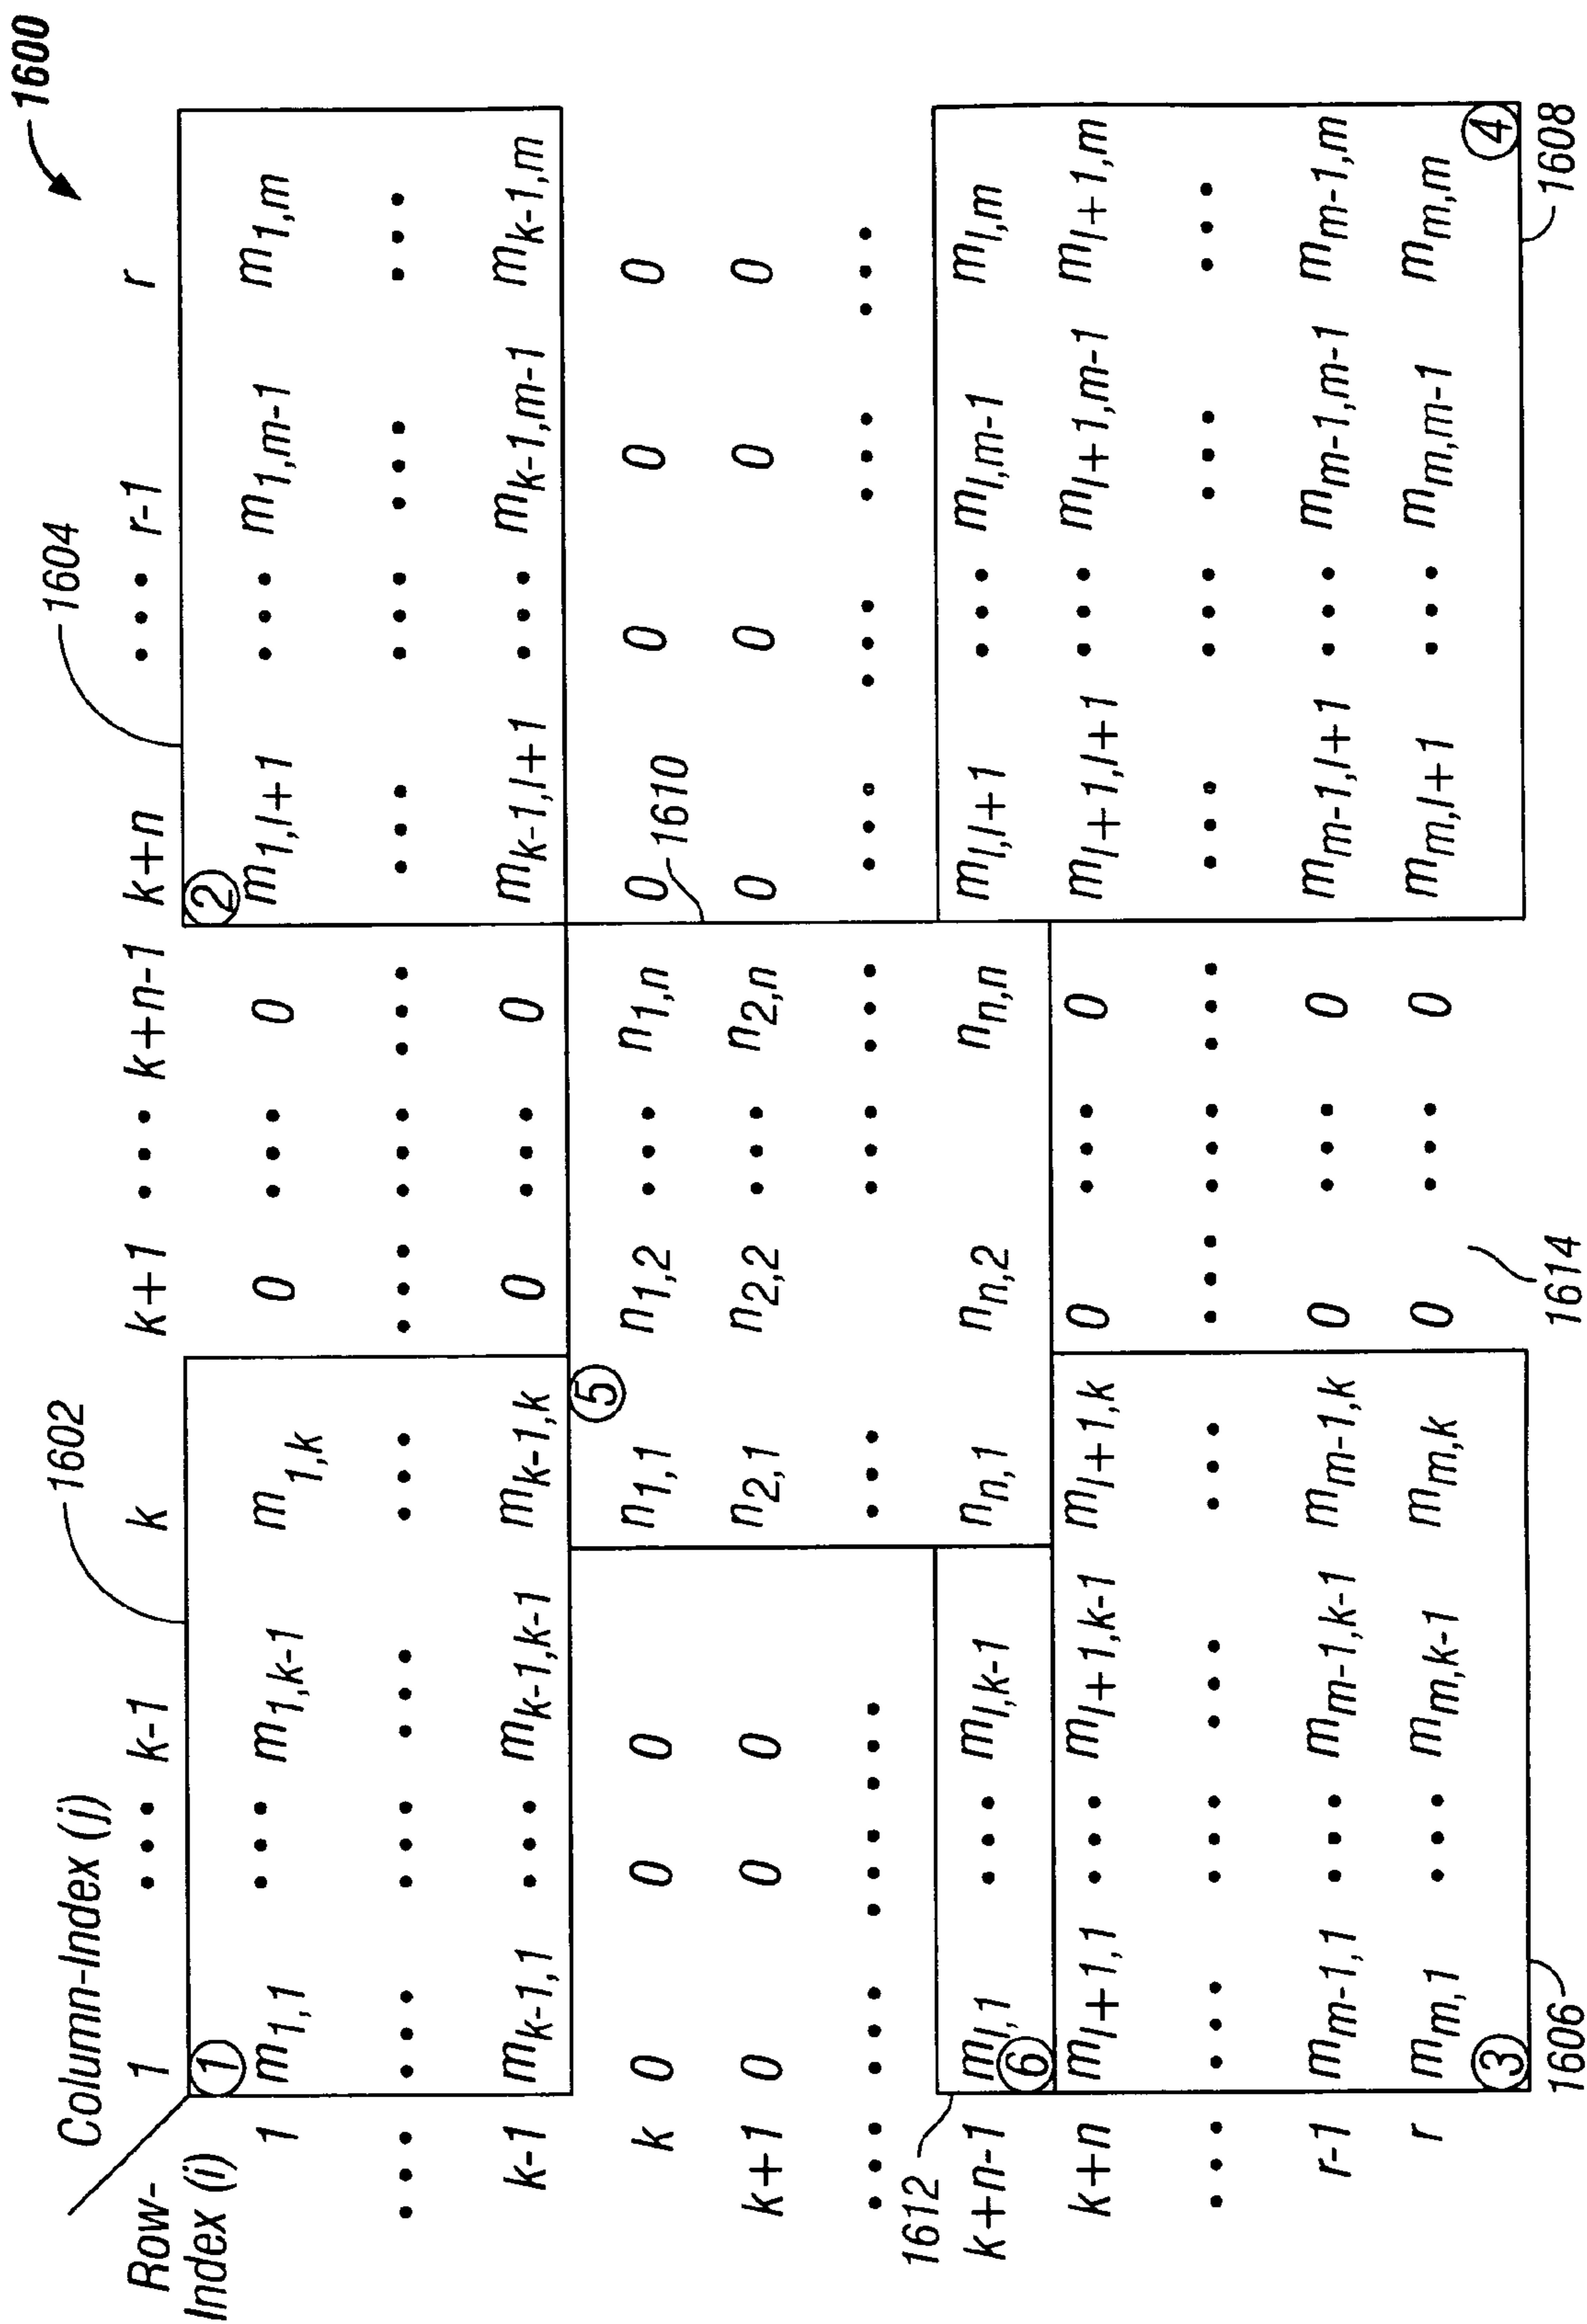 1600
Column-Index (j)
Row-Index (i)
1 ••• k-1 k k+1 ••• k+n-1 k+n ••• r-1 r
1602
1604
① ②
1 m1,1 ••• m1,k-1 m1,k 0 ••• 0 m1,l+1 ••• m1,m-1 m1,m
••• ••• ••• ••• ••• ••• ••• ••• ••• ••• ••• •••
k-1 mk-1,1 ••• mk-1,k-1 mk-1,k 0 ••• 0 mk-1,l+1 ••• mk-1,m-1 mk-1,m
⑤
k 0 0 0 n1,1 n1,2 ••• n1,n 0 0 0 0
1610
k+1 0 0 0 n2,1 n2,2 ••• n2,n 0 0 0 0
••• ••• ••• ••• ••• ••• ••• ••• ••• ••• •••
1612
k+n-1 ml,1 ••• ml,k-1 nn,1 nn,2 nn,n ml,l+1 ••• ml,m-1 ml,m
⑥
k+n ml+1,1 ••• ml+1,k-1 ml+1,k 0 ••• 0 ml+1,l+1 ••• ml+1,m-1 ml+1,m
••• ••• ••• ••• ••• ••• ••• ••• ••• ••• ••• •••
r-1 mm-1,1 ••• mm-1,k-1 mm-1,k 0 ••• 0 mm-1,l+1 ••• mm-1,m-1 mm-1,m
r mm,1 ••• mm,k-1 mm,k 0 ••• 0 mm,l+1 ••• mm,m-1 mm,m
③ ④
1606
1614
1608